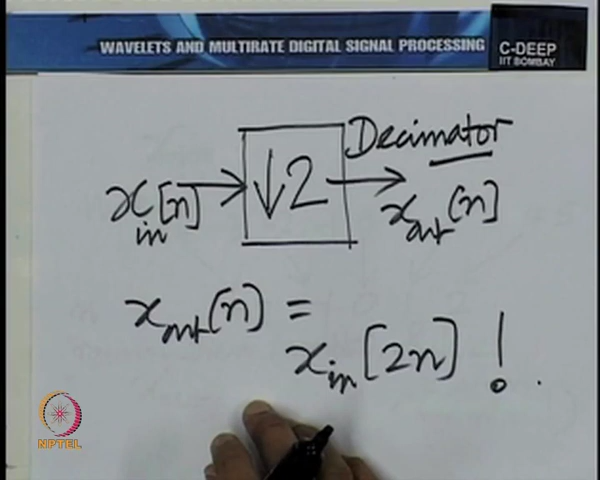 WAVELETS AND MULTIRATE DIGITAL SIGNAL PROCESSING
C-DEEP
IIT BOMBAY
Decimator
x_in[n] → ↓2 → x_out[n]
x_out[n] =
x_in[2n] ! .
NPTEL